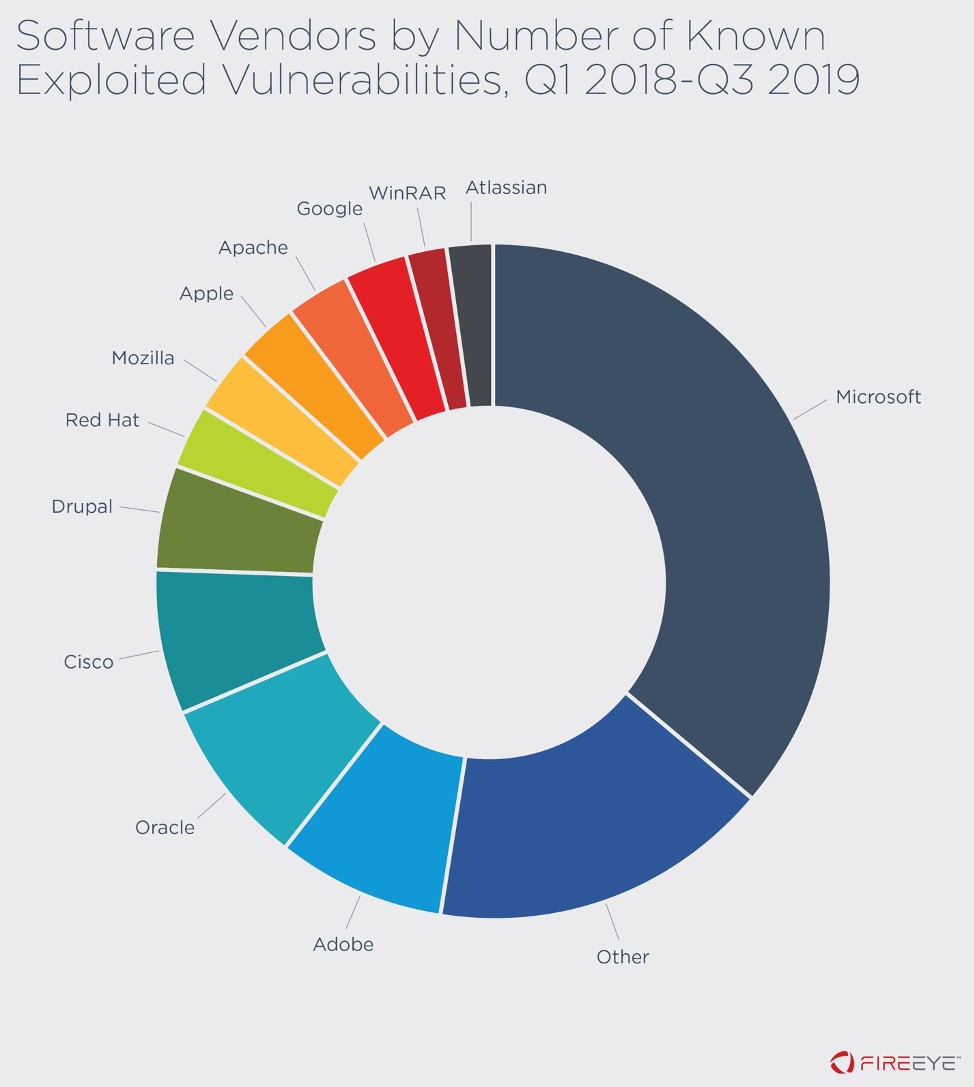 Software Vendors by Number of Known
Exploited Vulnerabilities, Q1 2018-Q3 2019
Atlassian
WinRAR
Google
Apache
Apple
Mozilla
Microsoft
Red Hat
Drupal
Cisco
Oracle
Adobe
Other
FIREEYE™